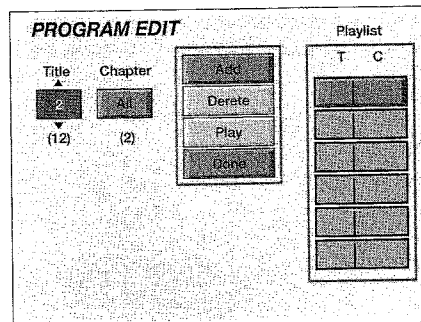 PROGRAM EDIT
Title
2
(12)
Chapter
All
(2)
Add
Derete
Play
Done
Playlist
T C